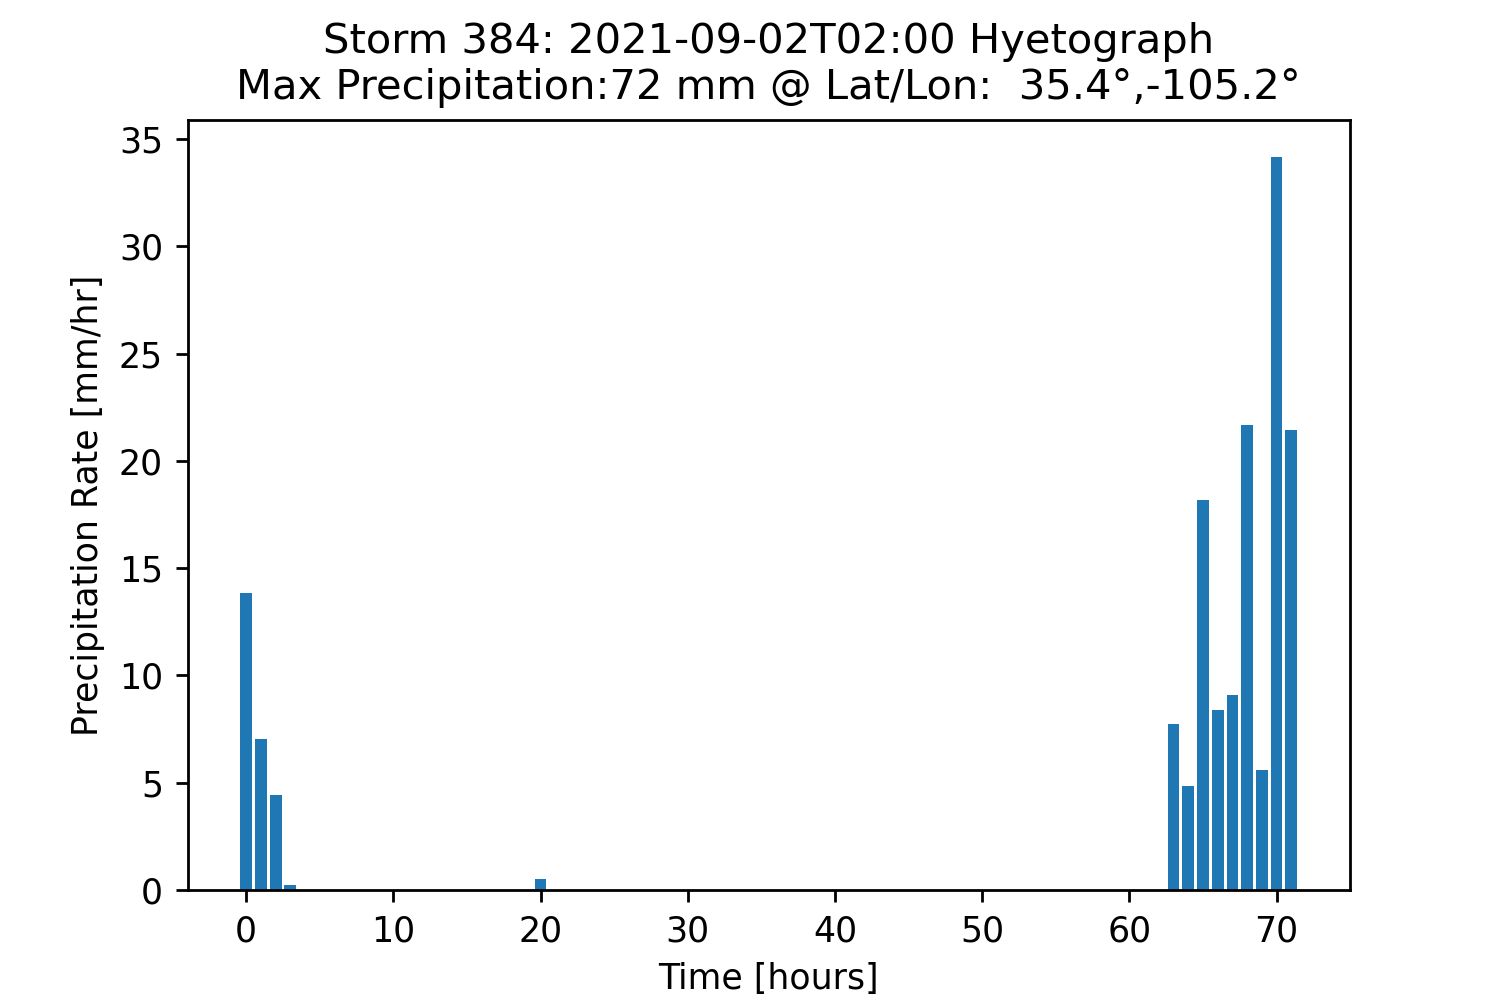 Storm 384: 2021-09-02T02:00 Hyetograph
Max Precipitation:72 mm @ Lat/Lon:  35.4°,-105.2°
35
30
25
20
15
10
5
0
Precipitation Rate [mm/hr]
0 10 20 30 40 50 60 70
Time [hours]